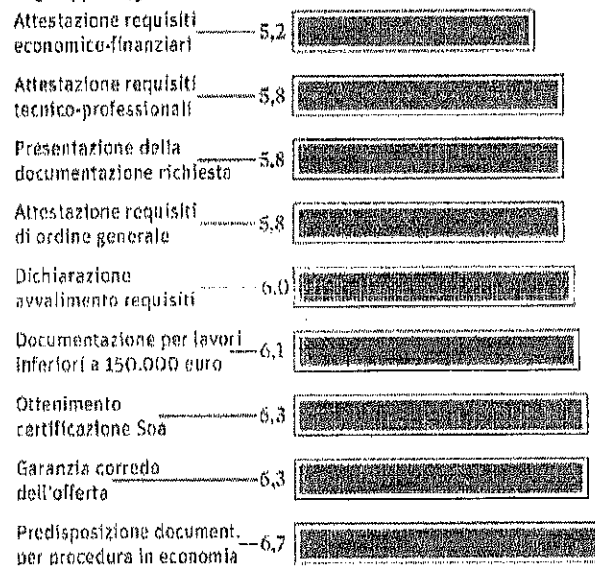 Attestazione requisiti
economico-finanziari 5,2
Attestazione requisiti
tecnico-professionali 5,8
Presentazione della
documentazione richiesta 5,8
Attestazione requisiti
di ordine generale 5,8
Dichiarazione
avvalimento requisiti 6,0
Documentazione per lavori
inferiori a 150.000 euro 6,1
Ottenimento
certificazione Soa 6,3
Garanzia corredo
dell'offerta 6,3
Predisposizione document.
per procedura in economia 6,7